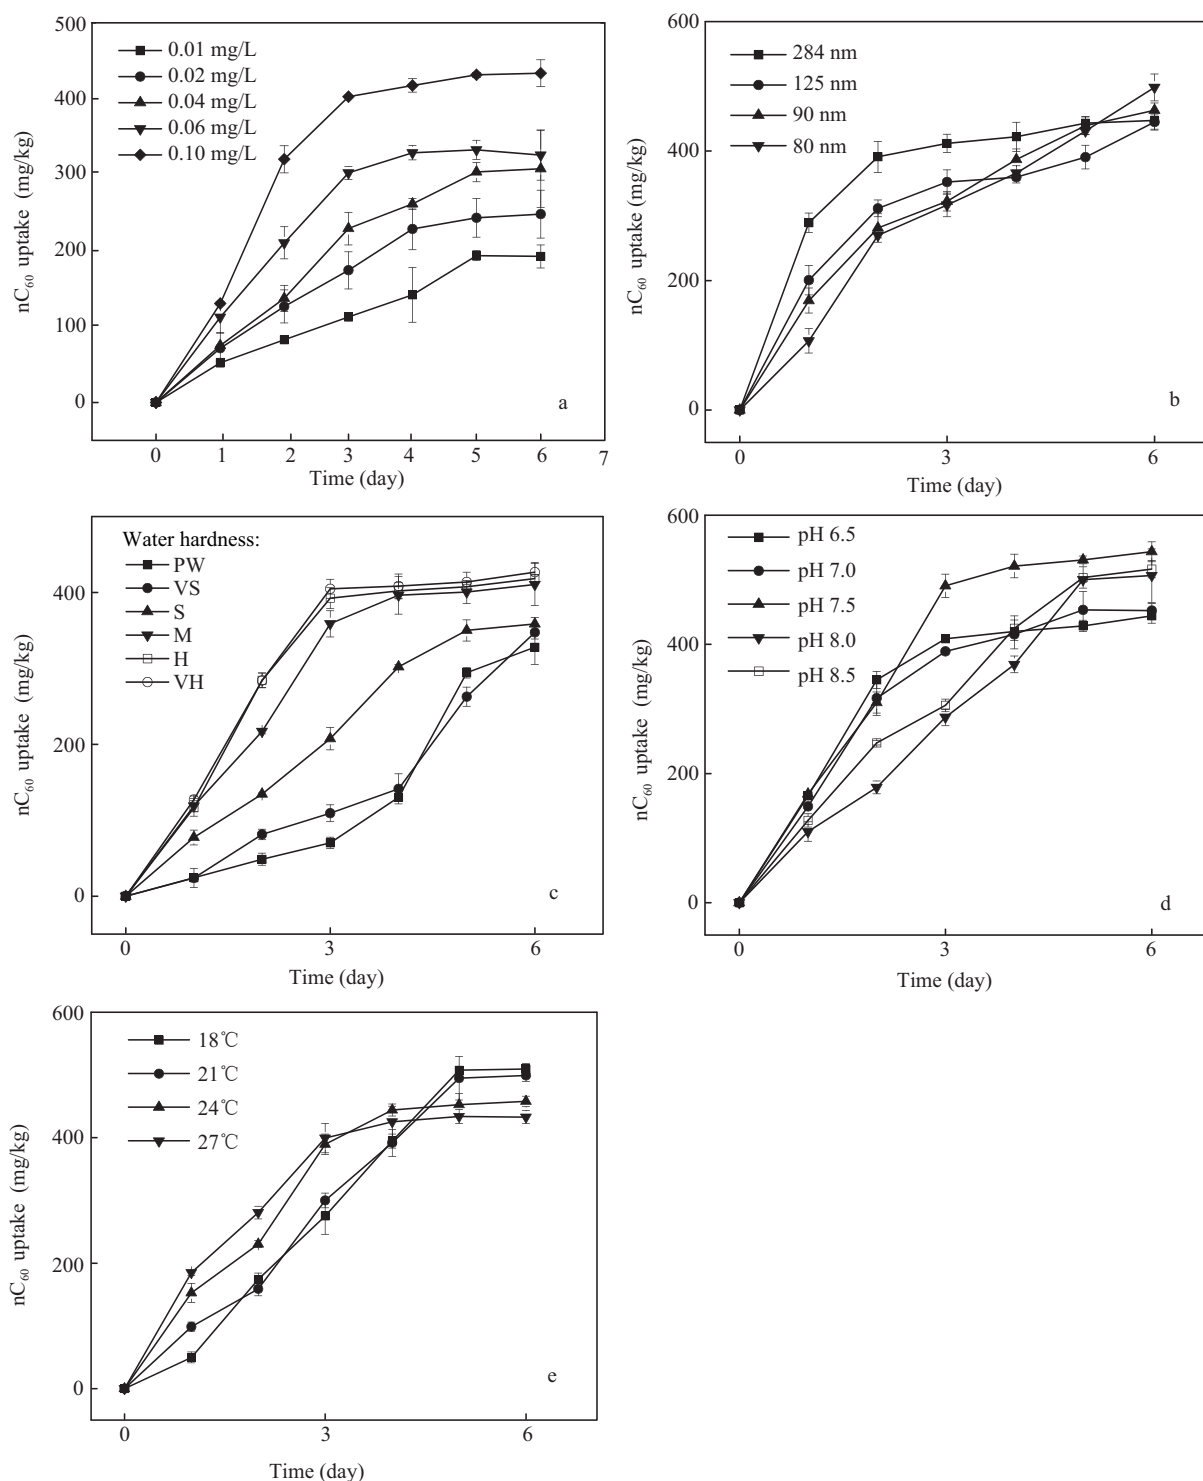 500
400
300
200
100
0
nC60 uptake (mg/kg)
0.01 mg/L
0.02 mg/L
0.04 mg/L
0.06 mg/L
0.10 mg/L
a
0 1 2 3 4 5 6 7
Time (day)
600
400
200
0
nC60 uptake (mg/kg)
284 nm
125 nm
90 nm
80 nm
b
0 3 6
Time (day)
400
200
0
nC60 uptake (mg/kg)
Water hardness:
PW
VS
S
M
H
VH
c
0 3 6
Time (day)
600
400
200
0
nC60 uptake (mg/kg)
pH 6.5
pH 7.0
pH 7.5
pH 8.0
pH 8.5
d
0 3 6
Time (day)
600
400
200
0
nC60 uptake (mg/kg)
18℃
21℃
24℃
27℃
e
0 3 6
Time (day)